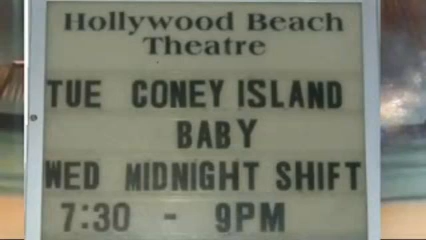 Hollywood Beach
Theatre
TUE CONEY ISLAND
BABY
WED MIDNIGHT SHIFT
7:30 - 9PM